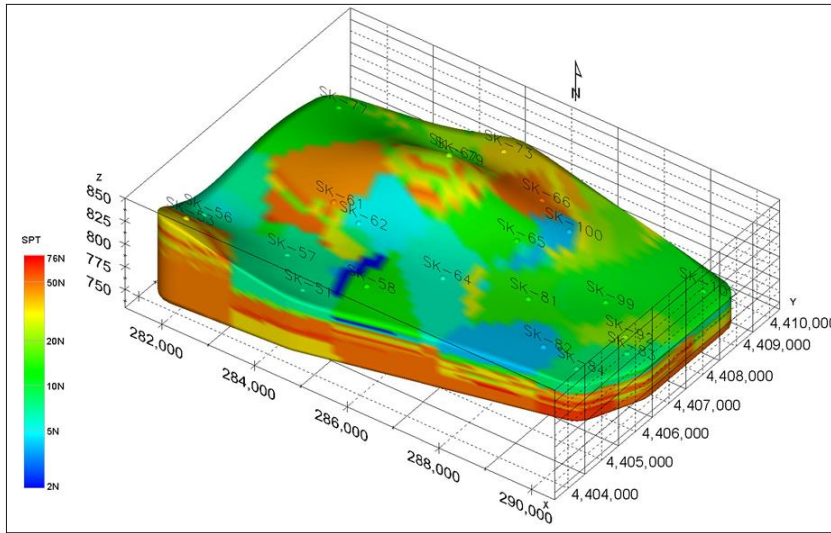 N
SK-77
SK-73
SK-66
SK-61
SK-56
SK-62
SK-100
SK-65
SK-57
SK-64
SK-51
SK-58
SK-81
SK-99
SK-82
Z
850
825
800
775
750
SPT
76N
50N
20N
10N
5N
2N
282,000
284,000
286,000
288,000
290,000
X
4,404,000
4,405,000
4,406,000
4,407,000
4,408,000
4,409,000
4,410,000
Y